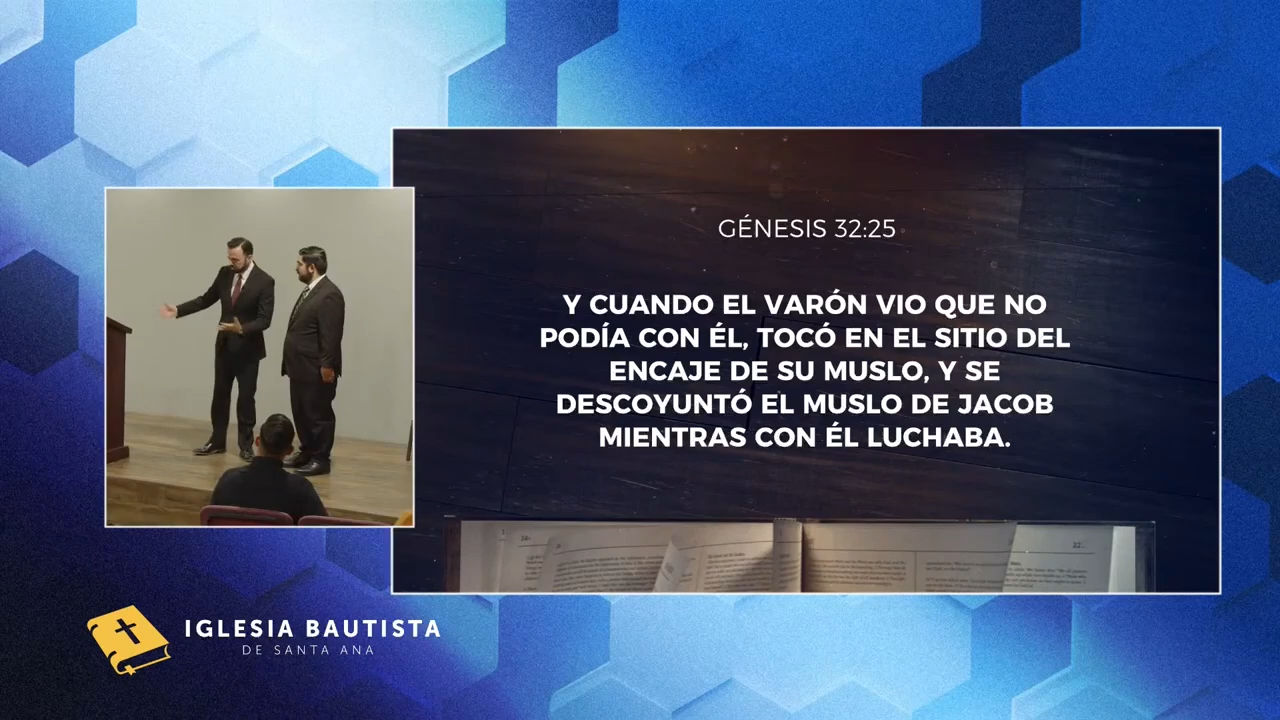 GÉNESIS 32:25
Y CUANDO EL VARÓN VIO QUE NO
PODÍA CON ÉL, TOCÓ EN EL SITIO DEL
ENCAJE DE SU MUSLO, Y SE
DESCOYUNTÓ EL MUSLO DE JACOB
MIENTRAS CON ÉL LUCHABA.
IGLESIA BAUTISTA
DE SANTA ANA